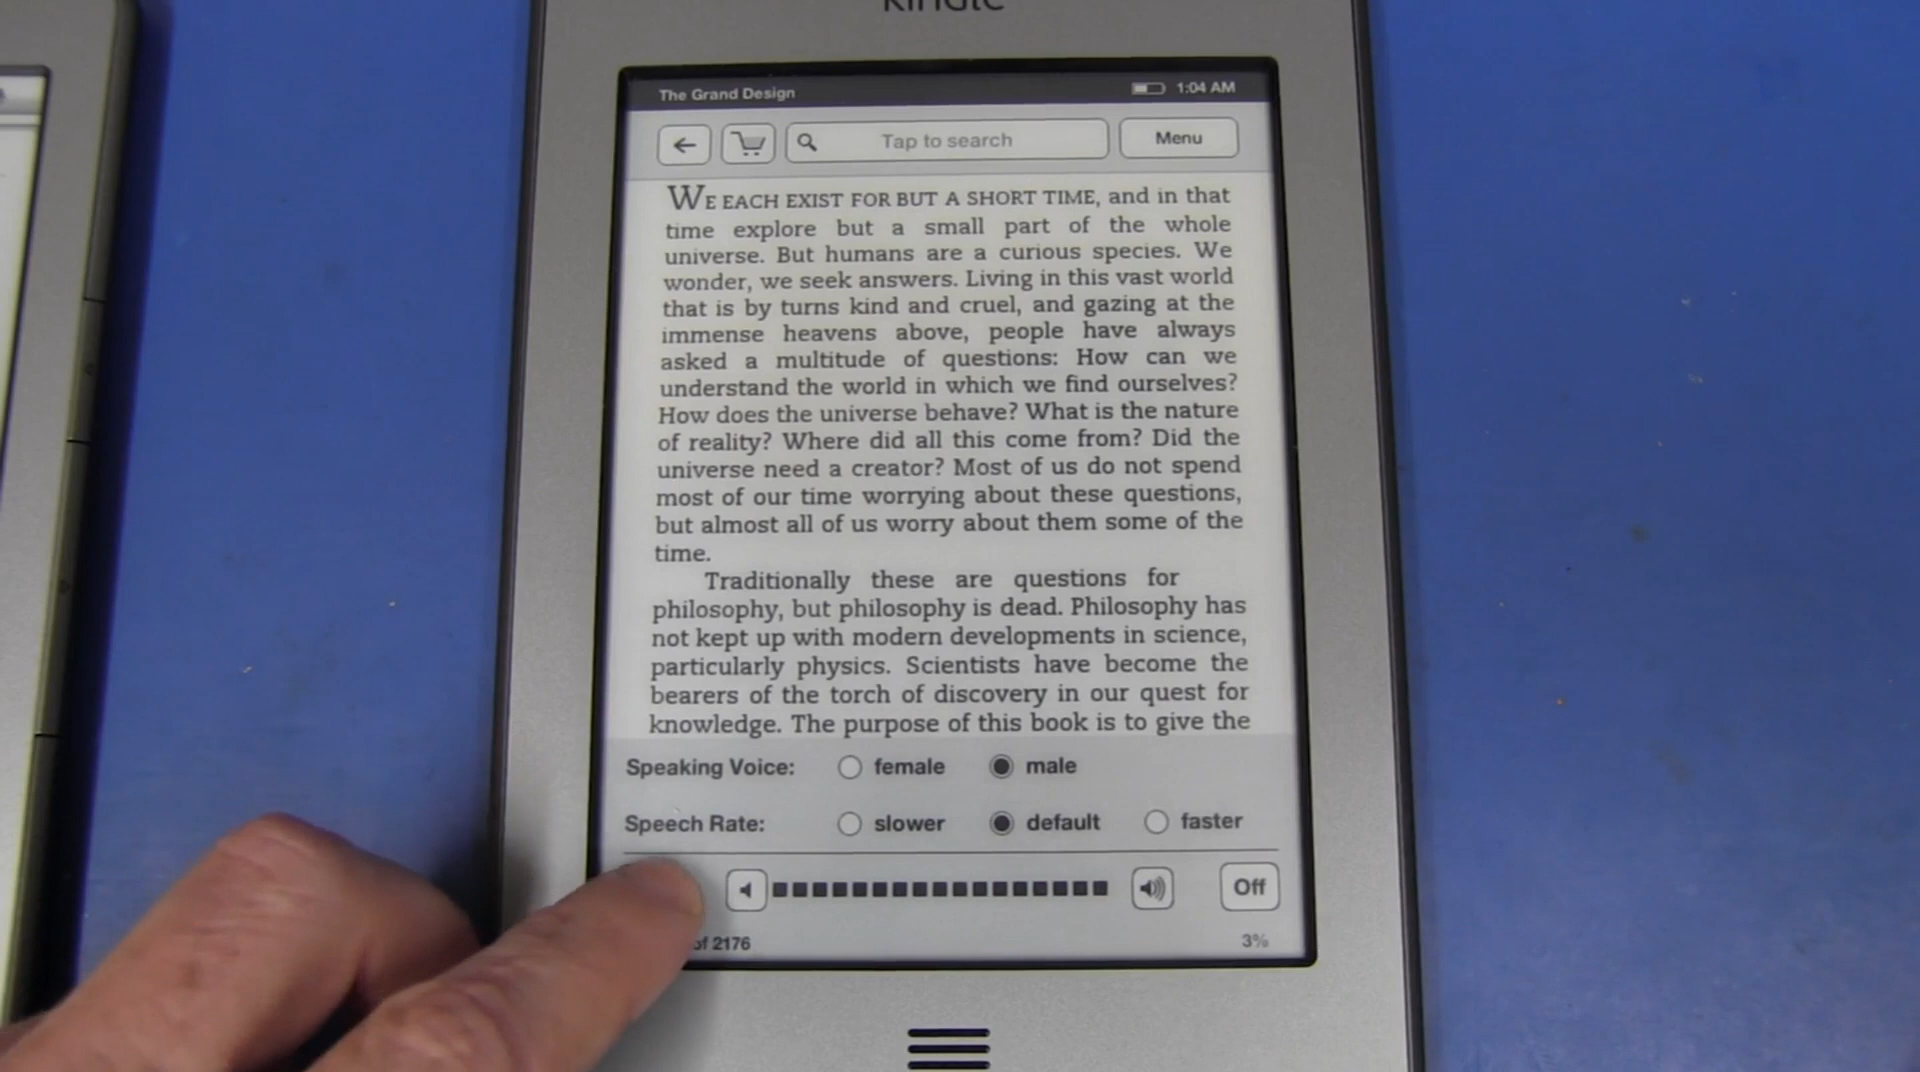 kindle
The Grand Design 1:04 AM
Tap to search Menu
WE EACH EXIST FOR BUT A SHORT TIME, and in that
time explore but a small part of the whole
universe. But humans are a curious species. We
wonder, we seek answers. Living in this vast world
that is by turns kind and cruel, and gazing at the
immense heavens above, people have always
asked a multitude of questions: How can we
understand the world in which we find ourselves?
How does the universe behave? What is the nature
of reality? Where did all this come from? Did the
universe need a creator? Most of us do not spend
most of our time worrying about these questions,
but almost all of us worry about them some of the
time.
Traditionally these are questions for
philosophy, but philosophy is dead. Philosophy has
not kept up with modern developments in science,
particularly physics. Scientists have become the
bearers of the torch of discovery in our quest for
knowledge. The purpose of this book is to give the
Speaking Voice: female male
Speech Rate: slower default faster
Off
of 2176 3%